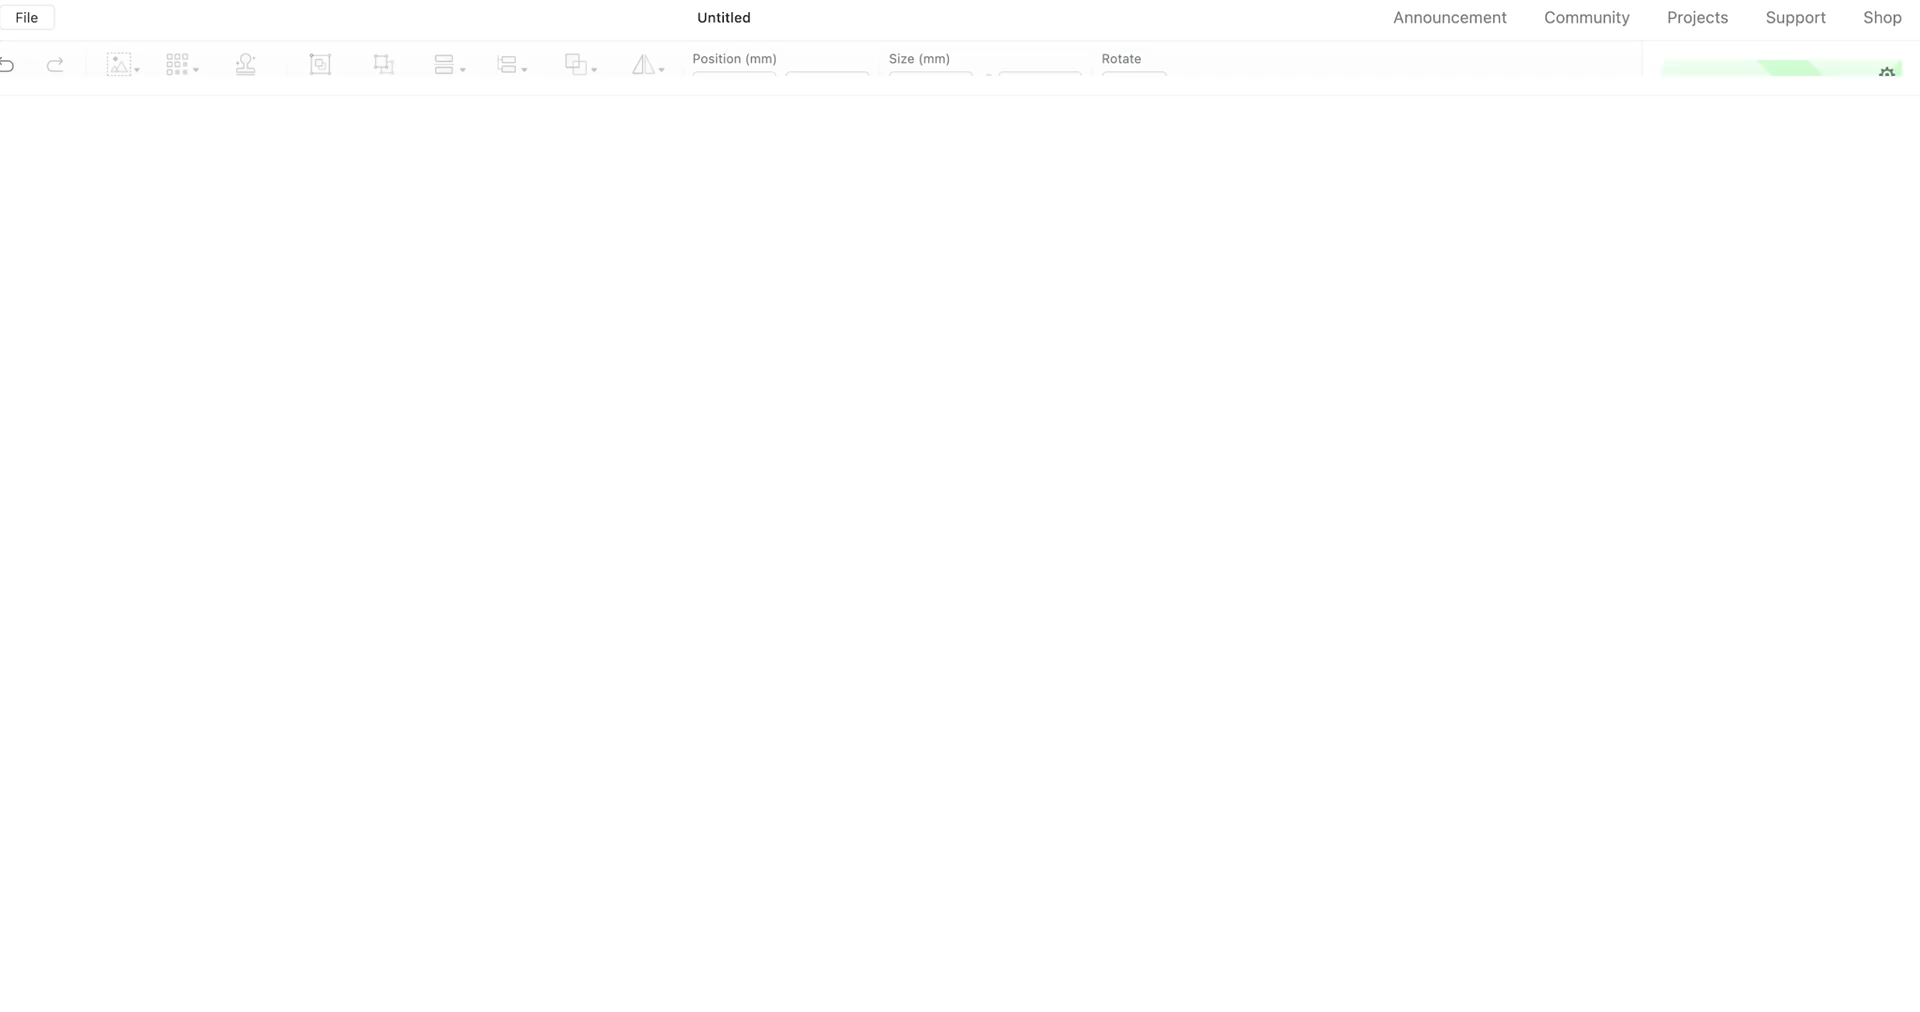 File
Untitled
Announcement Community Projects Support Shop
Position (mm) Size (mm) Rotate